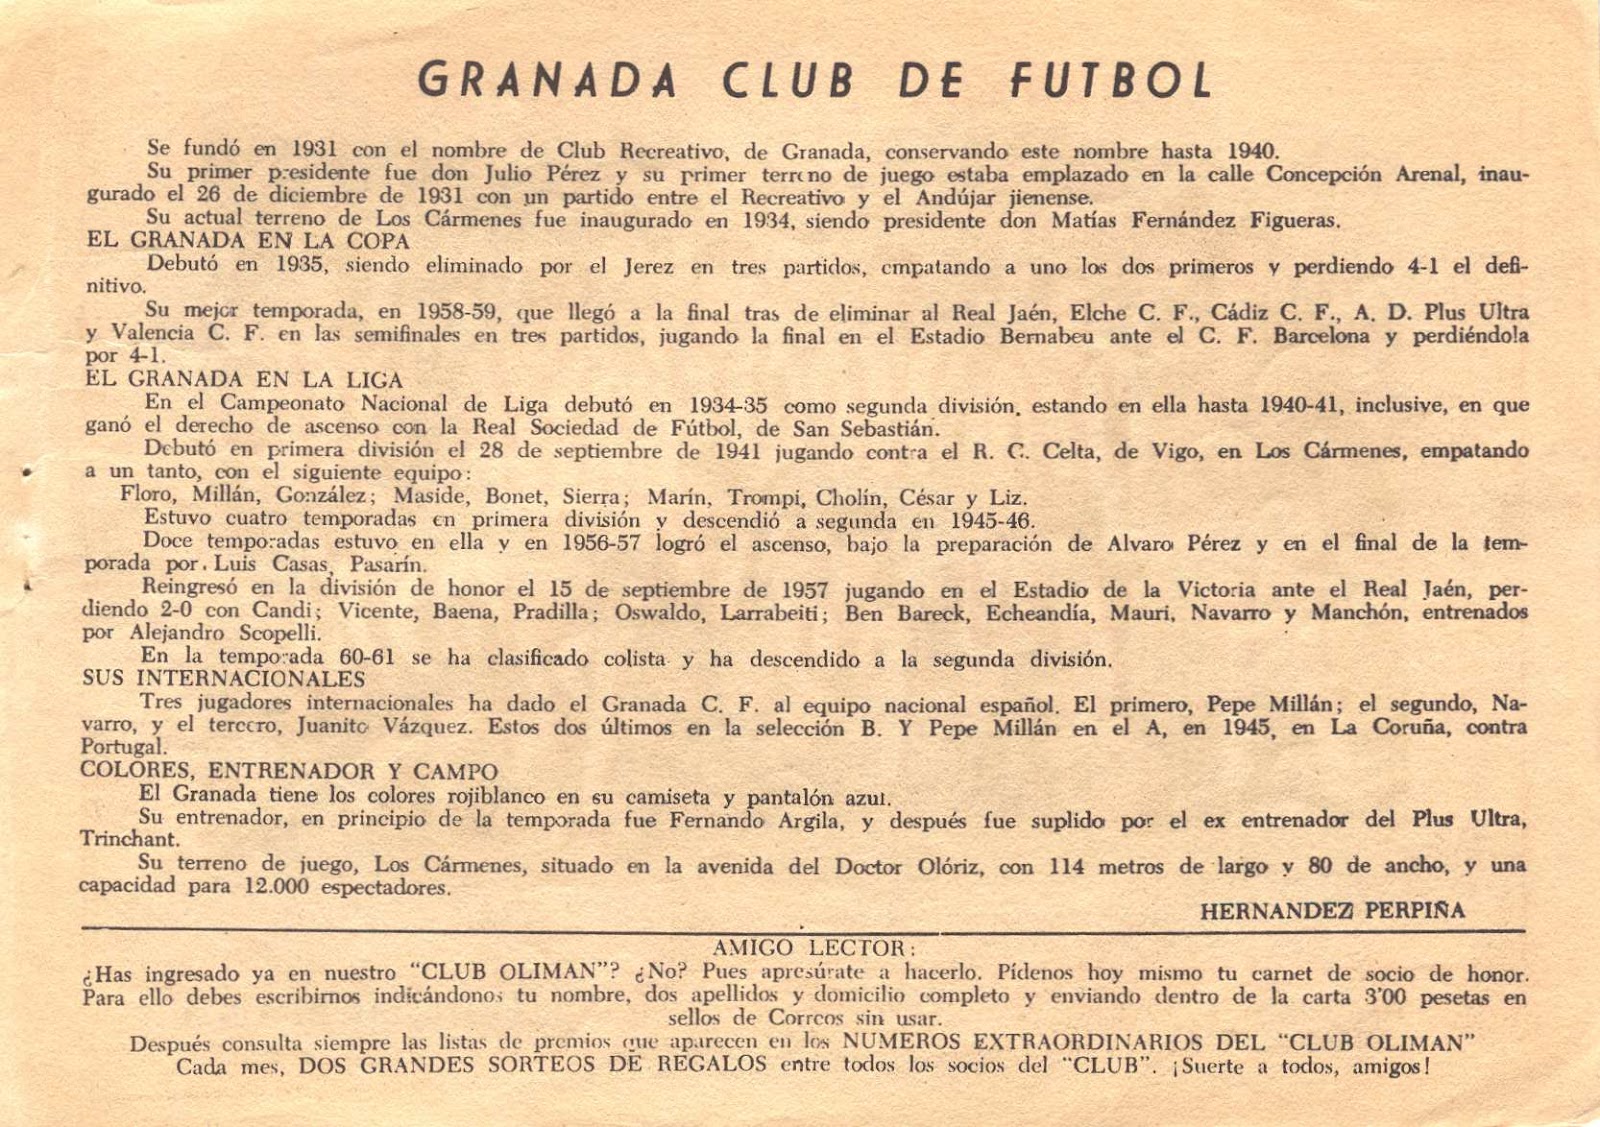 GRANADA CLUB DE FUTBOL
Se fundó en 1931 con el nombre de Club Recreativo, de Granada, conservando este nombre hasta 1940.
Su primer presidente fue don Julio Pérez y su primer terreno de juego estaba emplazado en la calle Concepción Arenal, inau-
gurado el 26 de diciembre de 1931 con un partido entre el Recreativo y el Andújar jienense.
Su actual terreno de Los Cármenes fue inaugurado en 1934, siendo presidente don Matías Fernández Figueras.
EL GRANADA EN LA COPA
Debutó en 1935, siendo eliminado por el Jerez en tres partidos, empatando a uno los dos primeros y perdiendo 4-1 el defi-
nitivo.
Su mejor temporada, en 1958-59, que llegó a la final tras de eliminar al Real Jaén, Elche C. F., Cádiz C. F., A. D. Plus Ultra
y Valencia C. F. en las semifinales en tres partidos, jugando la final en el Estadio Bernabeu ante el C. F. Barcelona y perdiéndola
por 4-1.
EL GRANADA EN LA LIGA
En el Campeonato Nacional de Liga debutó en 1934-35 como segunda división, estando en ella hasta 1940-41, inclusive, en que
ganó el derecho de ascenso con la Real Sociedad de Fútbol, de San Sebastián.
Debutó en primera división el 28 de septiembre de 1941 jugando contra el R. C. Celta, de Vigo, en Los Cármenes, empatando
a un tanto, con el siguiente equipo:
Floro, Millán, González; Maside, Bonet, Sierra; Marín, Trompi, Cholín, César y Liz.
Estuvo cuatro temporadas en primera división y descendió a segunda en 1945-46.
Doce temporadas estuvo en ella y en 1956-57 logró el ascenso, bajo la preparación de Alvaro Pérez y en el final de la tem-
porada por Luis Casas, Pasarín.
Reingresó en la división de honor el 15 de septiembre de 1957 jugando en el Estadio de la Victoria ante el Real Jaén, per-
diendo 2-0 con Candi; Vicente, Baena, Pradilla; Oswaldo, Larrabeiti; Ben Bareck, Echeandía, Mauri, Navarro y Manchón, entrenados
por Alejandro Scopelli.
En la temporada 60-61 se ha clasificado colista y ha descendido a la segunda división.
SUS INTERNACIONALES
Tres jugadores internacionales ha dado el Granada C. F. al equipo nacional español. El primero, Pepe Millán; el segundo, Na-
varro, y el tercero, Juanito Vázquez. Estos dos últimos en la selección B. Y Pepe Millán en el A, en 1945, en La Coruña, contra
Portugal.
COLORES, ENTRENADOR Y CAMPO
El Granada tiene los colores rojiblanco en su camiseta y pantalón azul.
Su entrenador, en principio de la temporada fue Fernando Argila, y después fue suplido por el ex entrenador del Plus Ultra,
Trinchant.
Su terreno de juego, Los Cármenes, situado en la avenida del Doctor Olóriz, con 114 metros de largo y 80 de ancho, y una
capacidad para 12.000 espectadores.
HERNANDEZ PERPIÑA
AMIGO LECTOR:
¿Has ingresado ya en nuestro "CLUB OLIMAN"? ¿No? Pues apresúrate a hacerlo. Pídenos hoy mismo tu carnet de socio de honor.
Para ello debes escribirnos indicándonos tu nombre, dos apellidos y domicilio completo y enviando dentro de la carta 3'00 pesetas en
sellos de Correos sin usar.
Después consulta siempre las listas de premios que aparecen en los NUMEROS EXTRAORDINARIOS DEL "CLUB OLIMAN"
Cada mes, DOS GRANDES SORTEOS DE REGALOS entre todos los socios del "CLUB". ¡Suerte a todos, amigos!